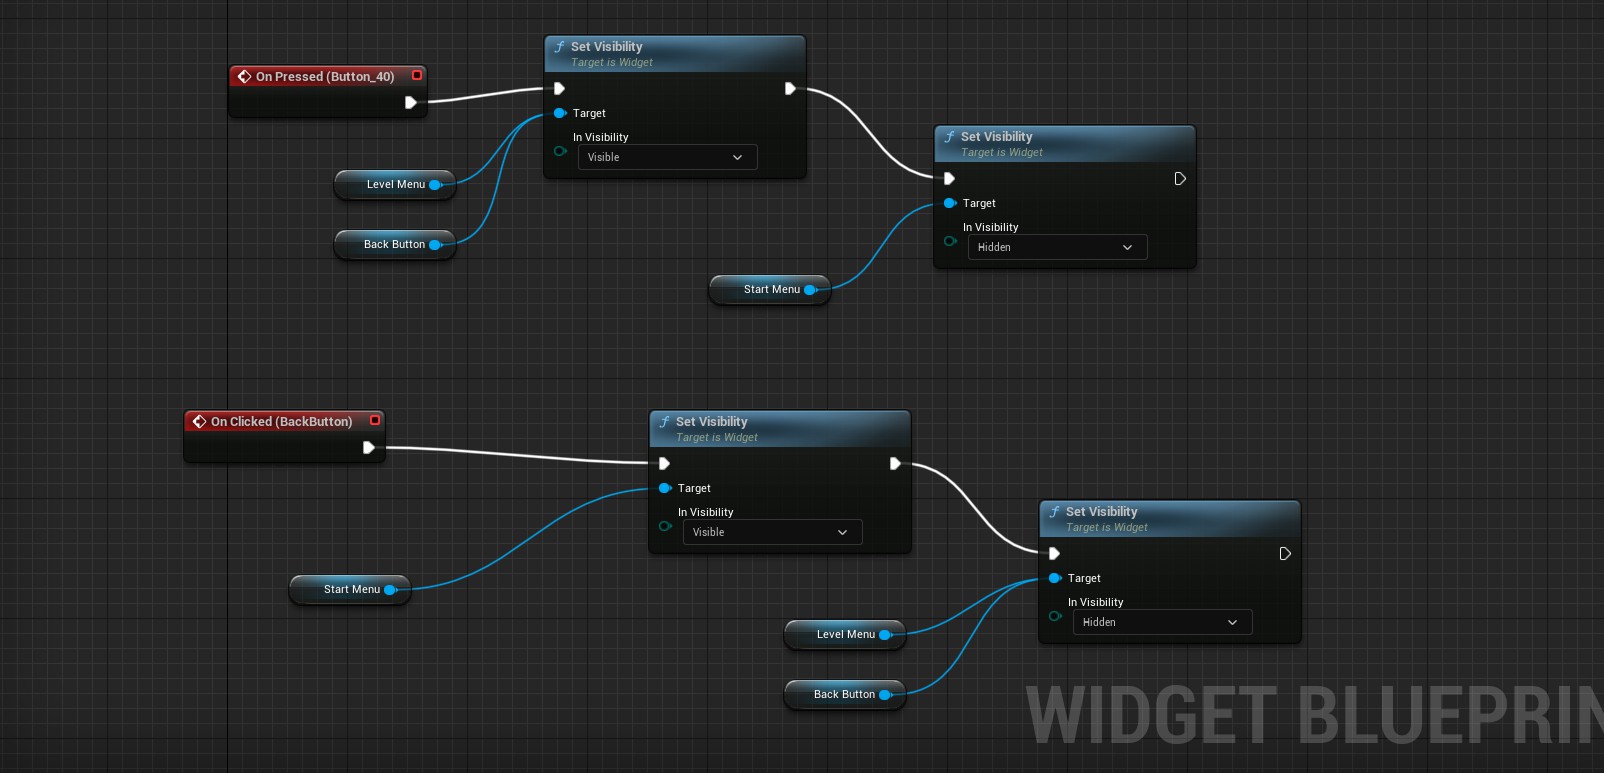 Set Visibility
Target is Widget
On Pressed (Button_40)
Target
In Visibility
Visible
Level Menu
Back Button
Set Visibility
Target is Widget
Target
In Visibility
Hidden
Start Menu
On Clicked (BackButton)
Set Visibility
Target is Widget
Target
In Visibility
Visible
Start Menu
Set Visibility
Target is Widget
Target
In Visibility
Hidden
Level Menu
Back Button
WIDGET BLUEPRIN